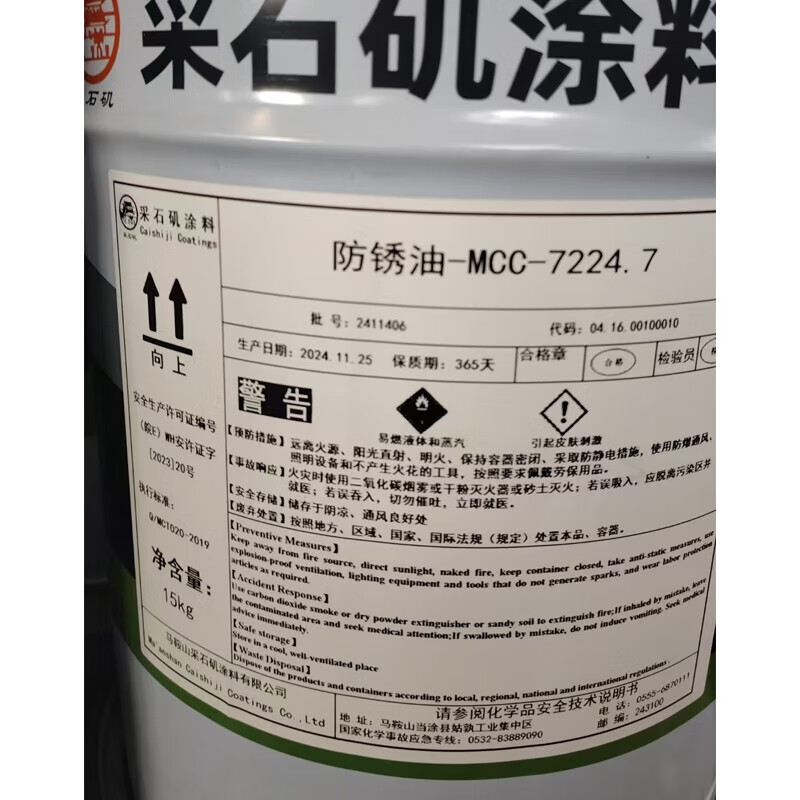 采石矶涂料
石矶
采石矶涂料
Caishiji Coatings
防锈油-MCC-7224.7
批号:2411406
代码:04.16.00100010
生产日期:2024.11.25 保质期:365天
合格章
合格
检验员
向上
警告
易燃液体和蒸汽
引起皮肤刺激
安全生产许可证编号
(皖E)WH安许证字
[2023]20号
执行标准:
Q/MCT020-2019
净含量:
15kg
【预防措施】远离火源、阳光直射、明火、保持容器密闭、采取防静电措施,使用防爆通风、
照明设备和不产生火花的工具,按照要求佩戴劳保用品。
【事故响应】火灾时使用二氧化碳烟雾或干粉灭火器或砂土灭火;若误吸入,应脱离污染区并
就医;若误吞入,切勿催吐,立即就医。
【安全存储】储存于阴凉、通风良好处
【废弃处置】按照地方、区域、国家、国际法规(规定)处置本品、容器。
【Preventive Measures】
Keep away from fire source, direct sunlight, naked fire, keep container closed, take anti-static measures, use
explosion-proof ventilation, lighting equipment and tools that do not generate sparks, and wear labor protection
articles as required.
【Accident Response】
Use carbon dioxide smoke or dry powder extinguisher or sandy soil to extinguish fire;If inhaled by mistake, leave
the contaminated area and seek medical attention;If swallowed by mistake, do not induce vomiting. Seek medical
advice immediately.
【Safe storage】
Store in a cool, well-ventilated place
【Waste Disposal】
Dispose of the products and containers according to local, regional, national and international regulations.
马鞍山采石矶涂料有限公司
Ma'anshan Caishiji Coatings Co.,Ltd
请参阅化学品安全技术说明书
地址:马鞍山当涂县姑孰工业集中区
电话:0555-6870111
国家化学事故应急专线:0532-83889090
邮编:243100